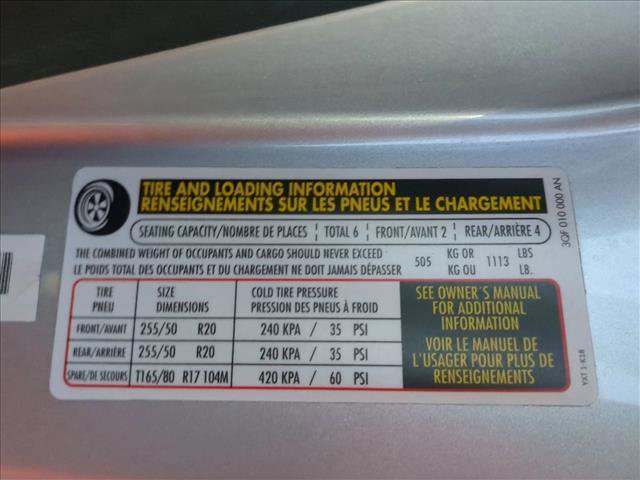 TIRE AND LOADING INFORMATION
RENSEIGNEMENTS SUR LES PNEUS ET LE CHARGEMENT
SEATING CAPACITY/NOMBRE DE PLACES | TOTAL 6 | FRONT/AVANT 2 | REAR/ARRIÈRE 4
THE COMBINED WEIGHT OF OCCUPANTS AND CARGO SHOULD NEVER EXCEED 505 KG OR 1113 LBS
LE POIDS TOTAL DES OCCUPANTS ET DU CHARGEMENT NE DOIT JAMAIS DÉPASSER KG OU LB.
TIRE SIZE COLD TIRE PRESSURE
PNEU DIMENSIONS PRESSION DES PNEUS À FROID
FRONT/AVANT 255/50 R20 240 KPA / 35 PSI
REAR/ARRIÈRE 255/50 R20 240 KPA / 35 PSI
SPARE/DE SECOURS T165/80 R17 104M 420 KPA / 60 PSI
SEE OWNER'S MANUAL
FOR ADDITIONAL
INFORMATION
VOIR LE MANUEL DE
L'USAGER POUR PLUS DE
RENSEIGNEMENTS
3QF 010 000 AN
YXT 1-K18